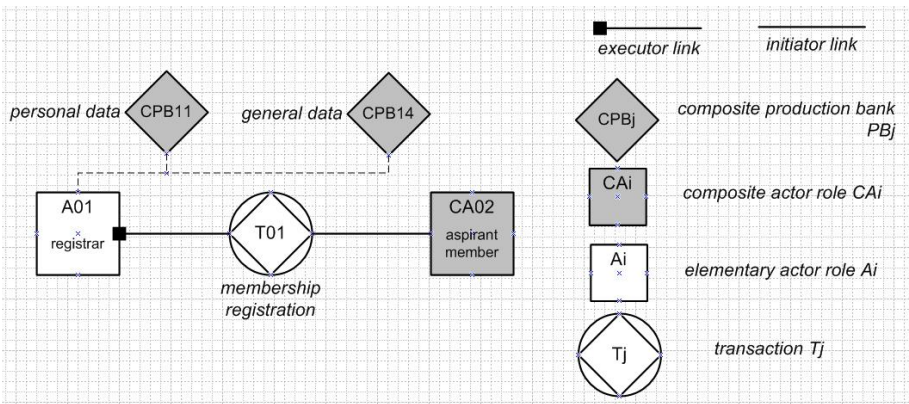 executor link
initiator link
personal data
CPB11
general data
CPB14
CPBj
composite production bank
PBj
A01
registrar
T01
CA02
aspirant
member
membership
registration
CAi
composite actor role CAi
Ai
elementary actor role Ai
Tj
transaction Tj